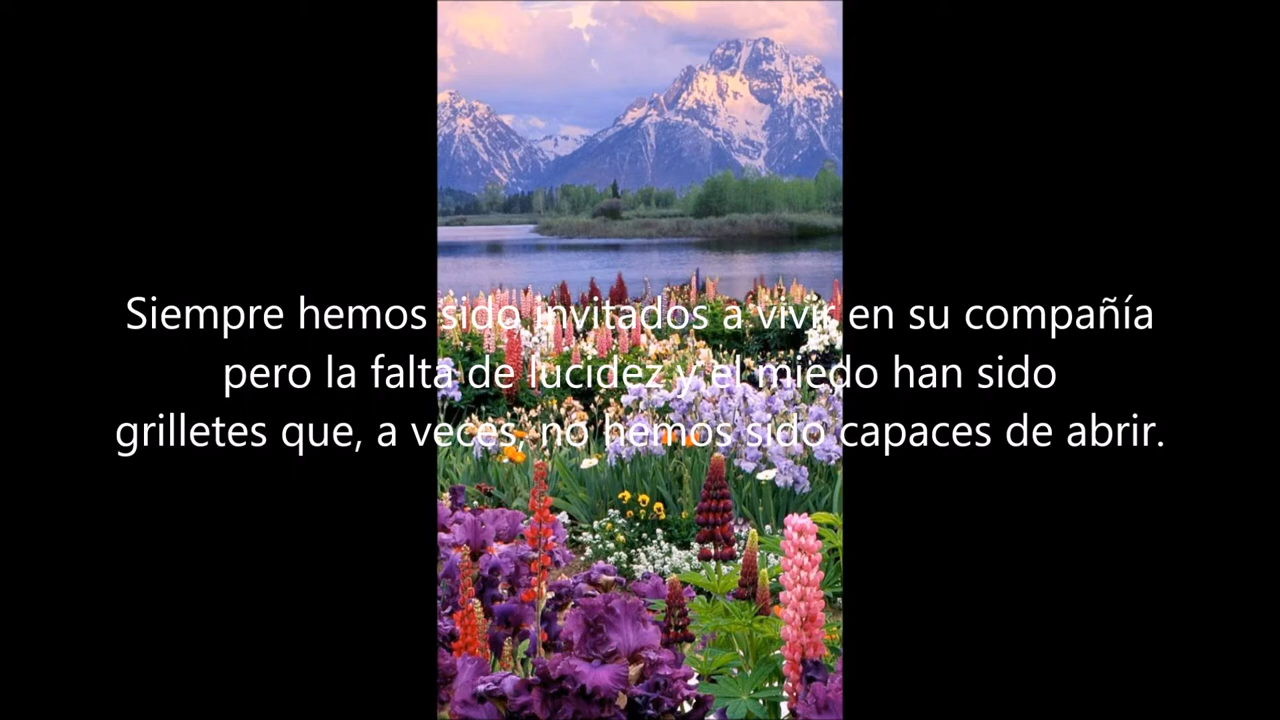 Siempre hemos sido invitados a vivir en su compañía
pero la falta de lucidez y el miedo han sido
grilletes que, a veces, no hemos sido capaces de abrir.